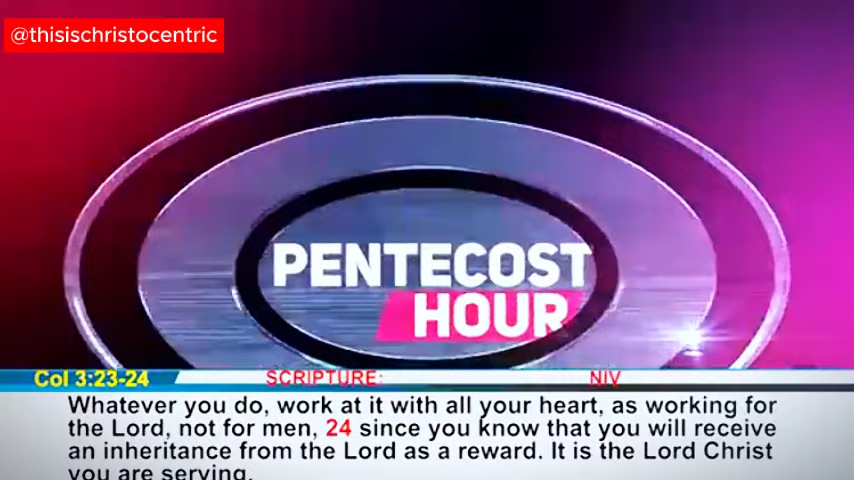 @thisischristocentric
PENTECOST
HOUR
Col 3:23-24 SCRIPTURE: NIV
Whatever you do, work at it with all your heart, as working for
the Lord, not for men, 24 since you know that you will receive
an inheritance from the Lord as a reward. It is the Lord Christ
you are serving.